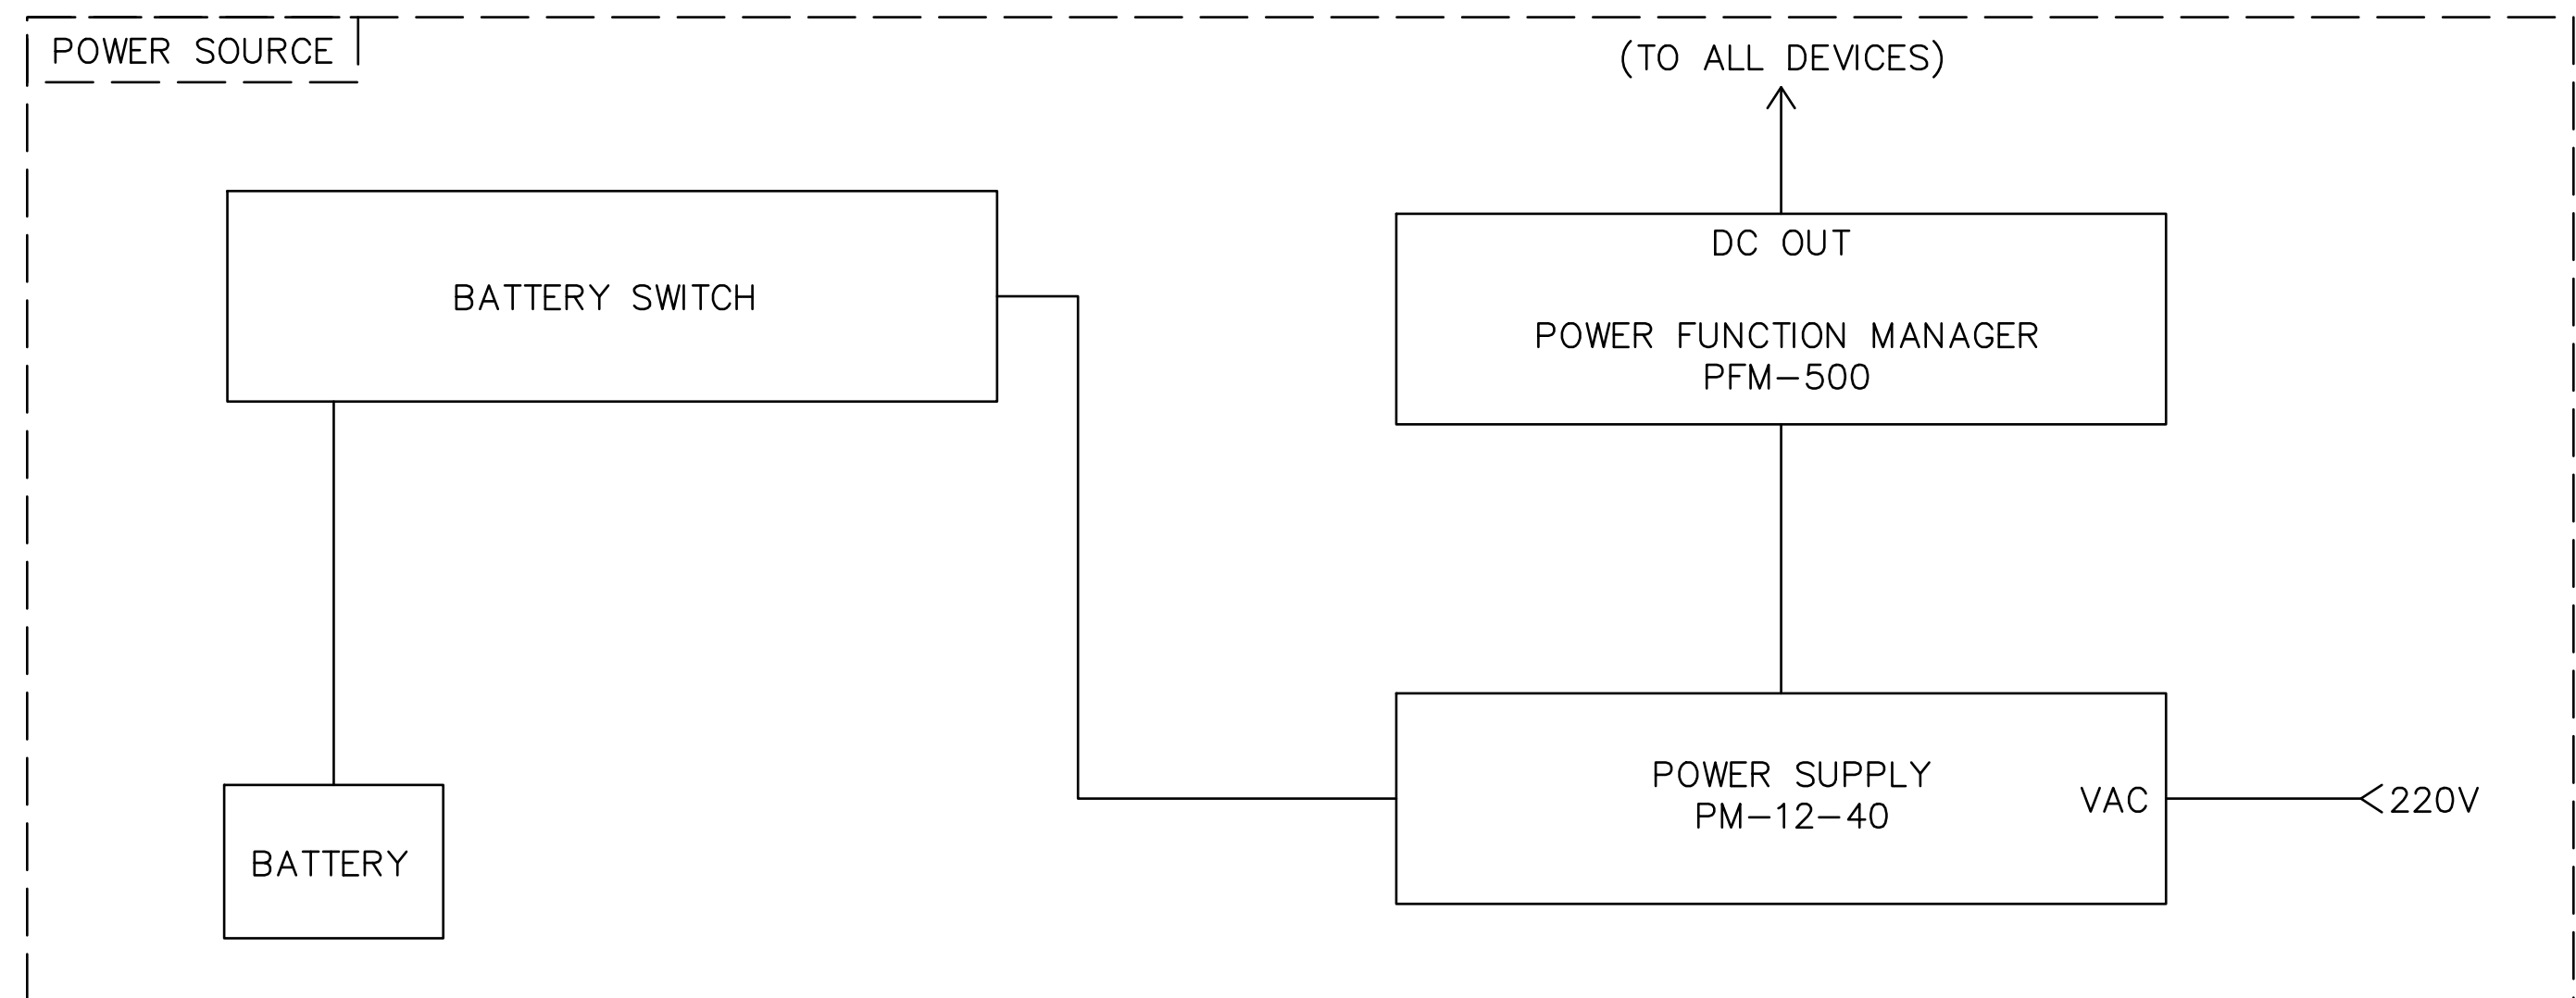 POWER SOURCE
(TO ALL DEVICES)
DC OUT
BATTERY SWITCH
POWER FUNCTION MANAGER
PFM-500
POWER SUPPLY
PM-12-40
VAC
220V
BATTERY